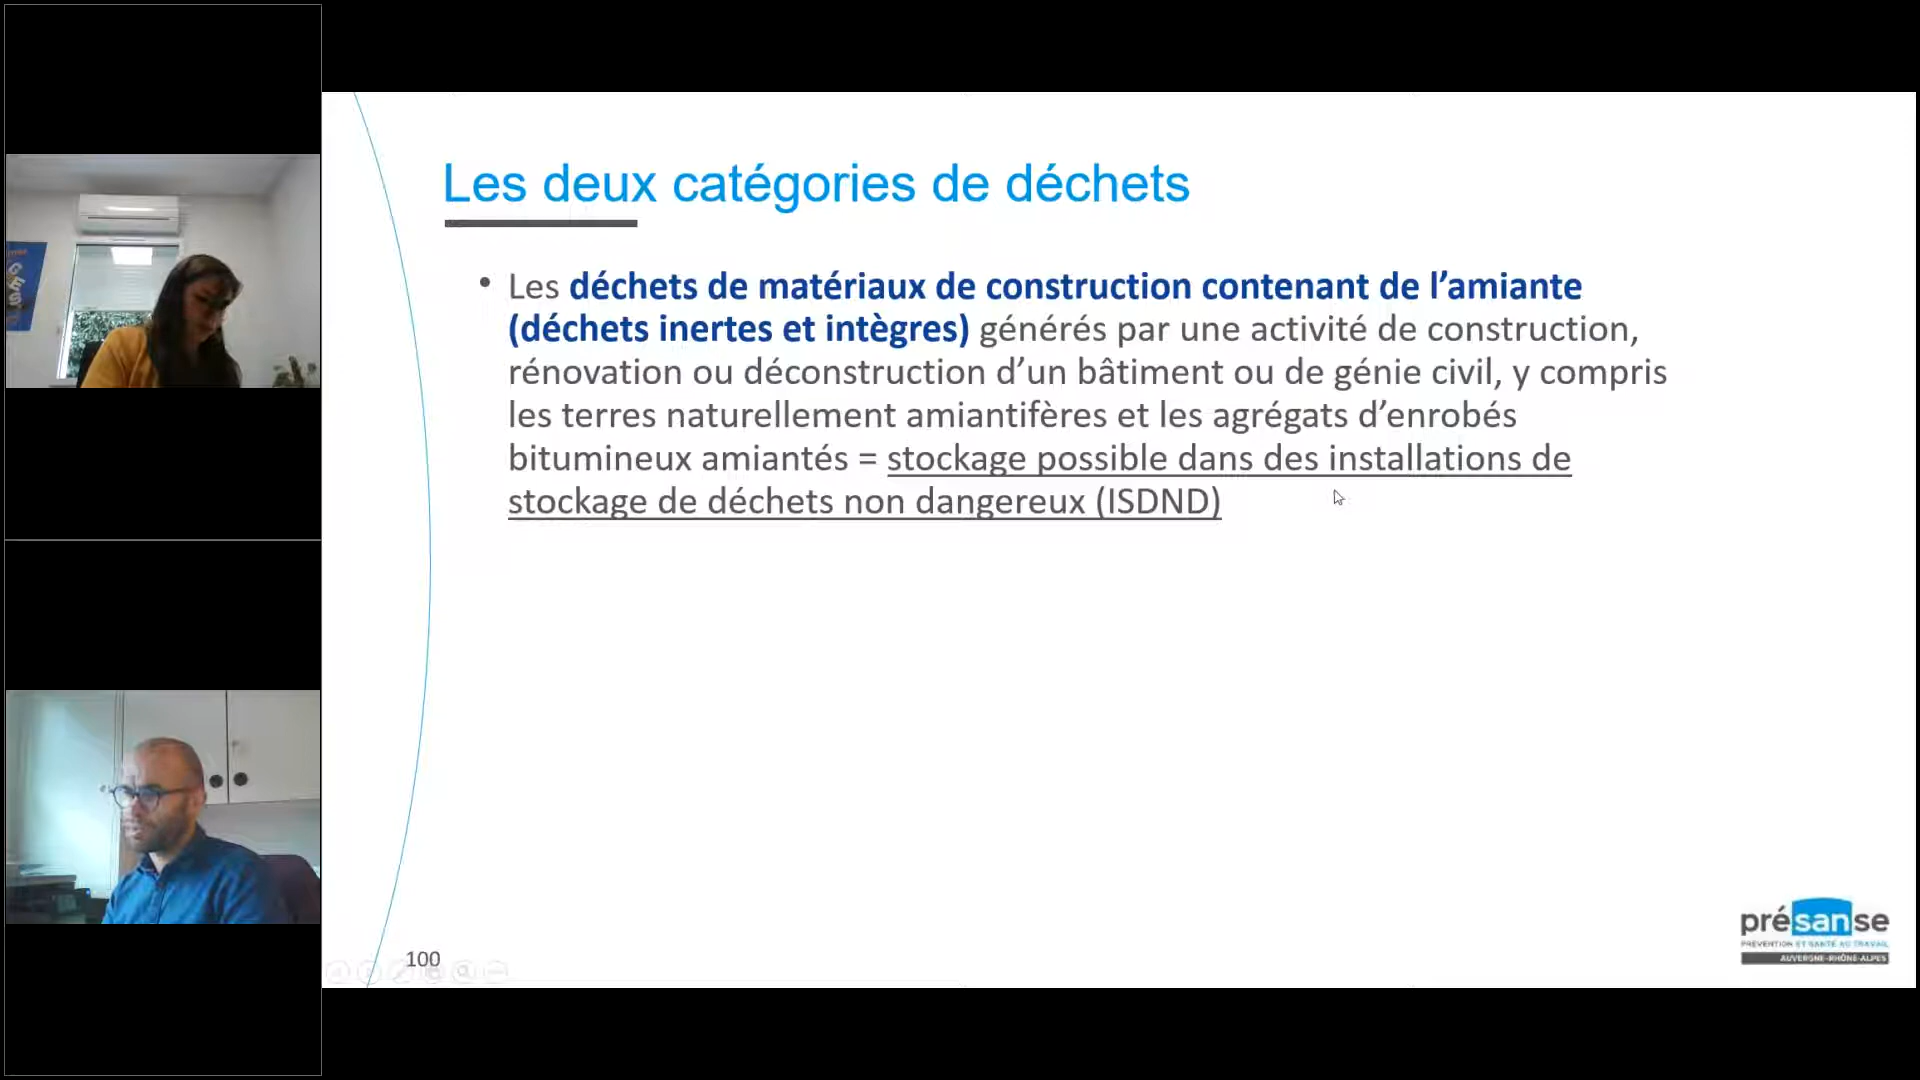 Les deux catégories de déchets
• Les déchets de matériaux de construction contenant de l’amiante
(déchets inertes et intègres) générés par une activité de construction,
rénovation ou déconstruction d’un bâtiment ou de génie civil, y compris
les terres naturellement amiantifères et les agrégats d’enrobés
bitumineux amiantés = stockage possible dans des installations de
stockage de déchets non dangereux (ISDND)
100
présanse
PRÉVENTION ET SANTÉ AU TRAVAIL
AUVERGNE-RHÔNE-ALPES